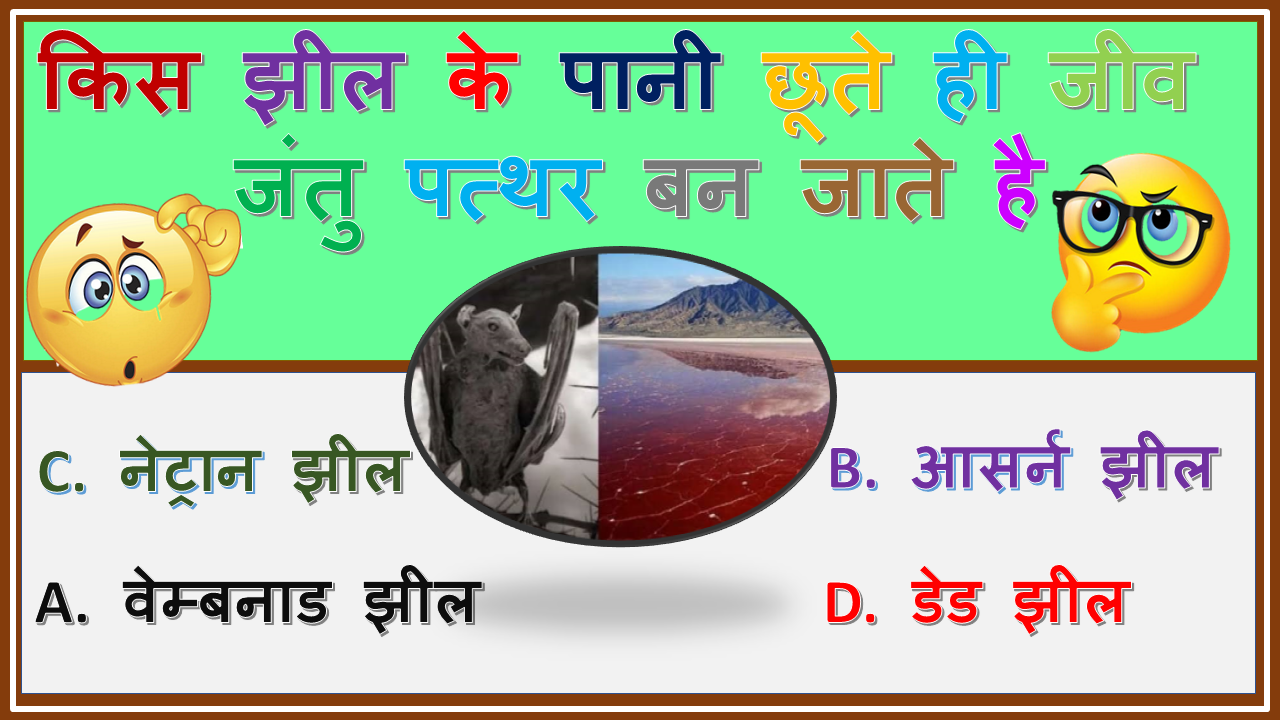 किस झील के पानी छूते ही जीव
जंतु पत्थर बन जाते है
C. नेट्रान झील
B. आसर्न झील
A. वेम्बनाड झील
D. डेड झील